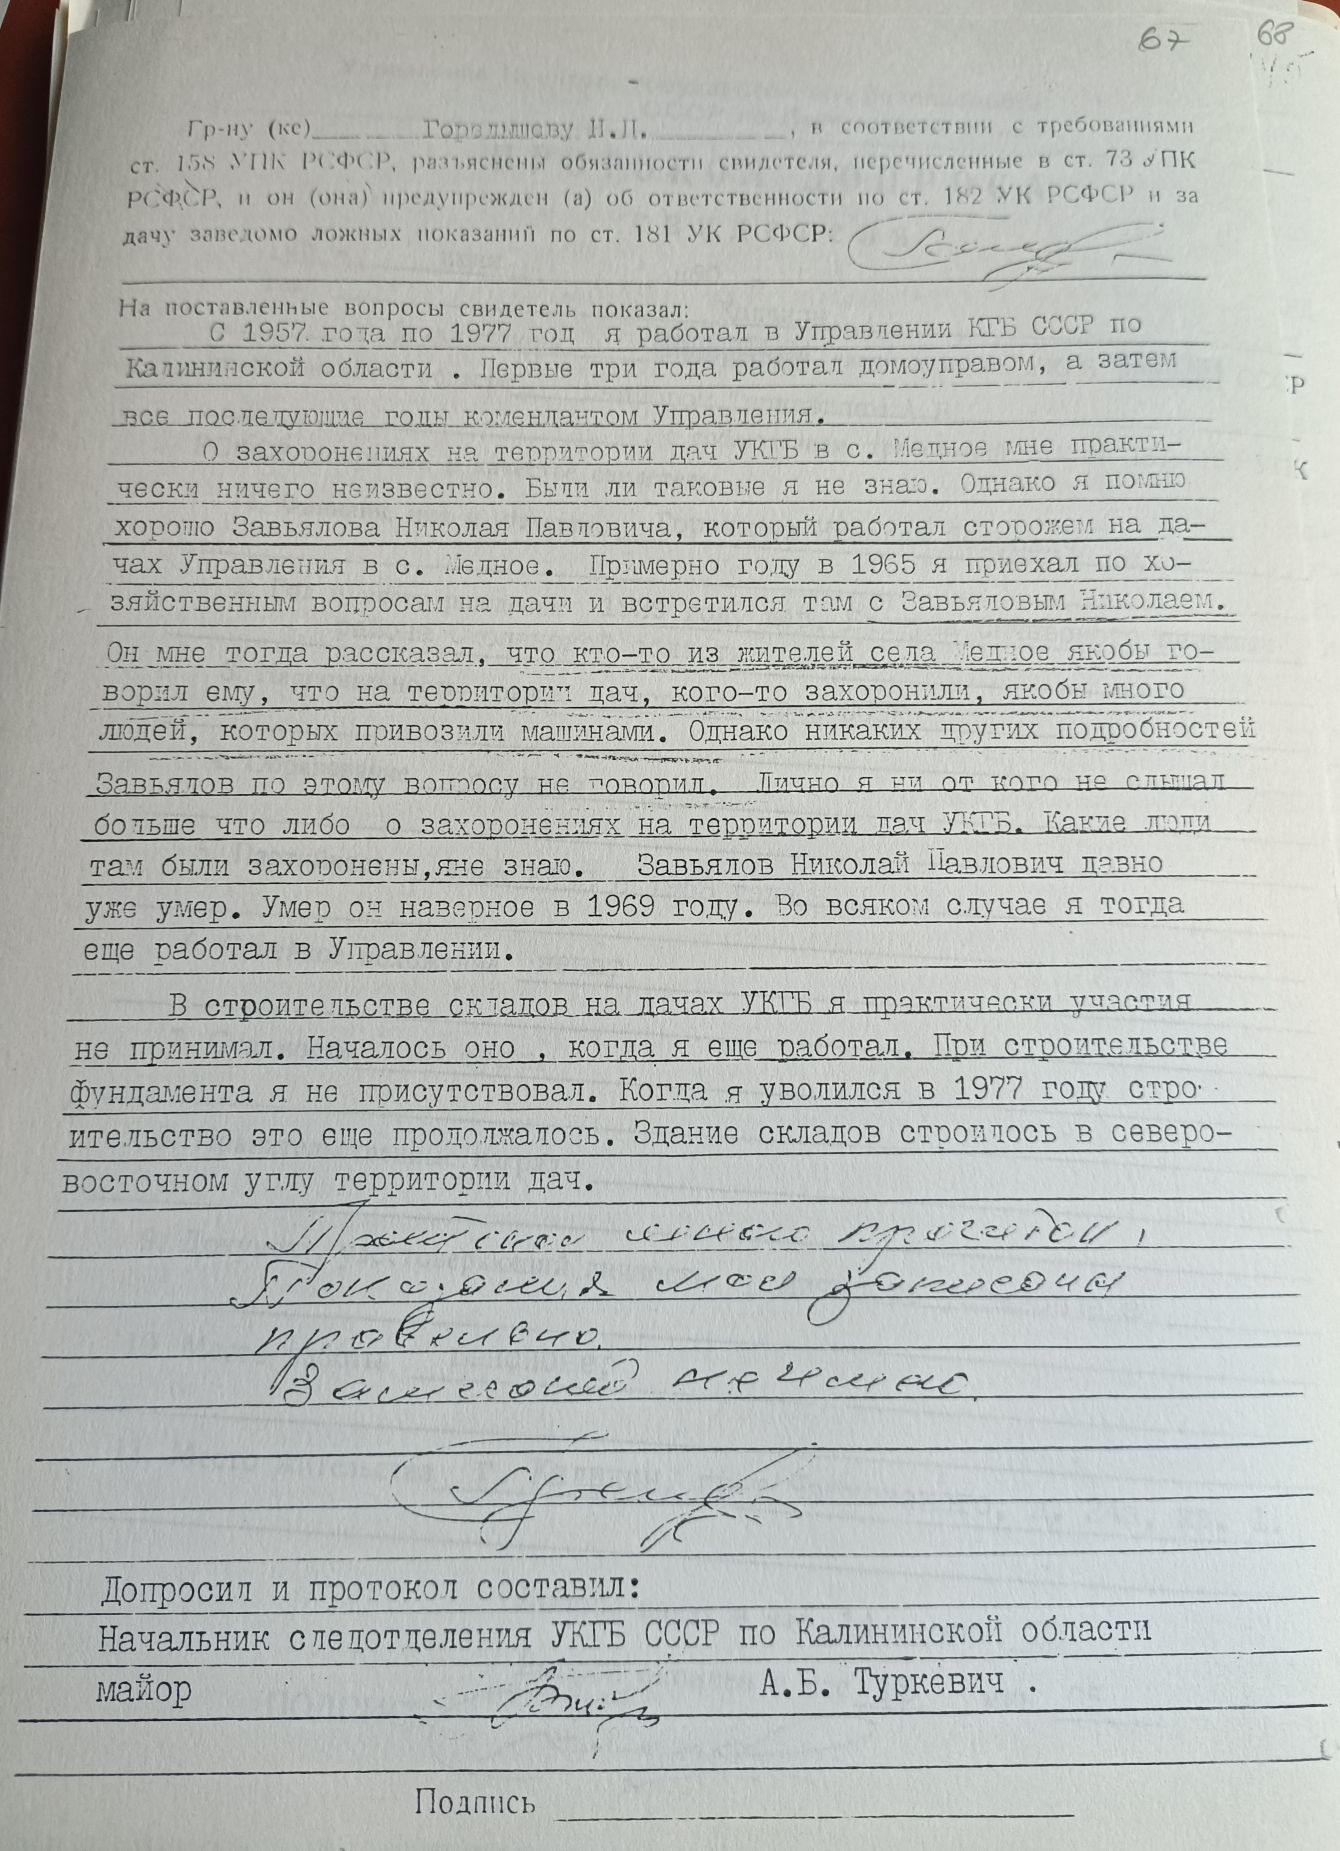 67 68
Гр-ну (ке) Горелышову Н.П. , в соответствии с требованиями
ст. 158 УПК РСФСР, разъяснены обязанности свидетеля, перечисленные в ст. 73 УПК
РСФСР, и он (она) предупрежден (а) об ответственности по ст. 182 УК РСФСР и за
дачу заведомо ложных показаний по ст. 181 УК РСФСР:
На поставленные вопросы свидетель показал:
С 1957 года по 1977 год я работал в Управлении КГБ СССР по
Калининской области . Первые три года работал домоуправом, а затем
все последующие годы комендантом Управления.
О захоронениях на территории дач УКГБ в с. Медное мне практи-
чески ничего неизвестно. Были ли таковые я не знаю. Однако я помню
хорошо Завьялова Николая Павловича, который работал сторожем на да-
чах Управления в с. Медное. Примерно году в 1965 я приехал по хо-
зяйственным вопросам на дачи и встретился там с Завьяловым Николаем.
Он мне тогда рассказал, что кто-то из жителей села Медное якобы го-
ворил ему, что на территории дач, кого-то захоронили, якобы много
людей, которых привозили машинами. Однако никаких других подробностей
Завьялов по этому вопросу не говорил. Лично я ни от кого не слышал
больше что либо о захоронениях на территории дач УКГБ. Какие люди
там были захоронены,яне знаю. Завьялов Николай Павлович давно
уже умер. Умер он наверное в 1969 году. Во всяком случае я тогда
еще работал в Управлении.
В строительстве складов на дачах УКГБ я практически участия
не принимал. Началось оно , когда я еще работал. При строительстве
фундамента я не присутствовал. Когда я уволился в 1977 году стро-
ительство это еще продолжалось. Здание складов строилось в северо-
восточном углу территории дач.
Протокол мною прочитан,
Показания мои записаны
правильно.
Замечаний не имею.
Допросил и протокол составил:
Начальник следотделения УКГБ СССР по Калининской области
майор А.Б. Туркевич .
Подпись